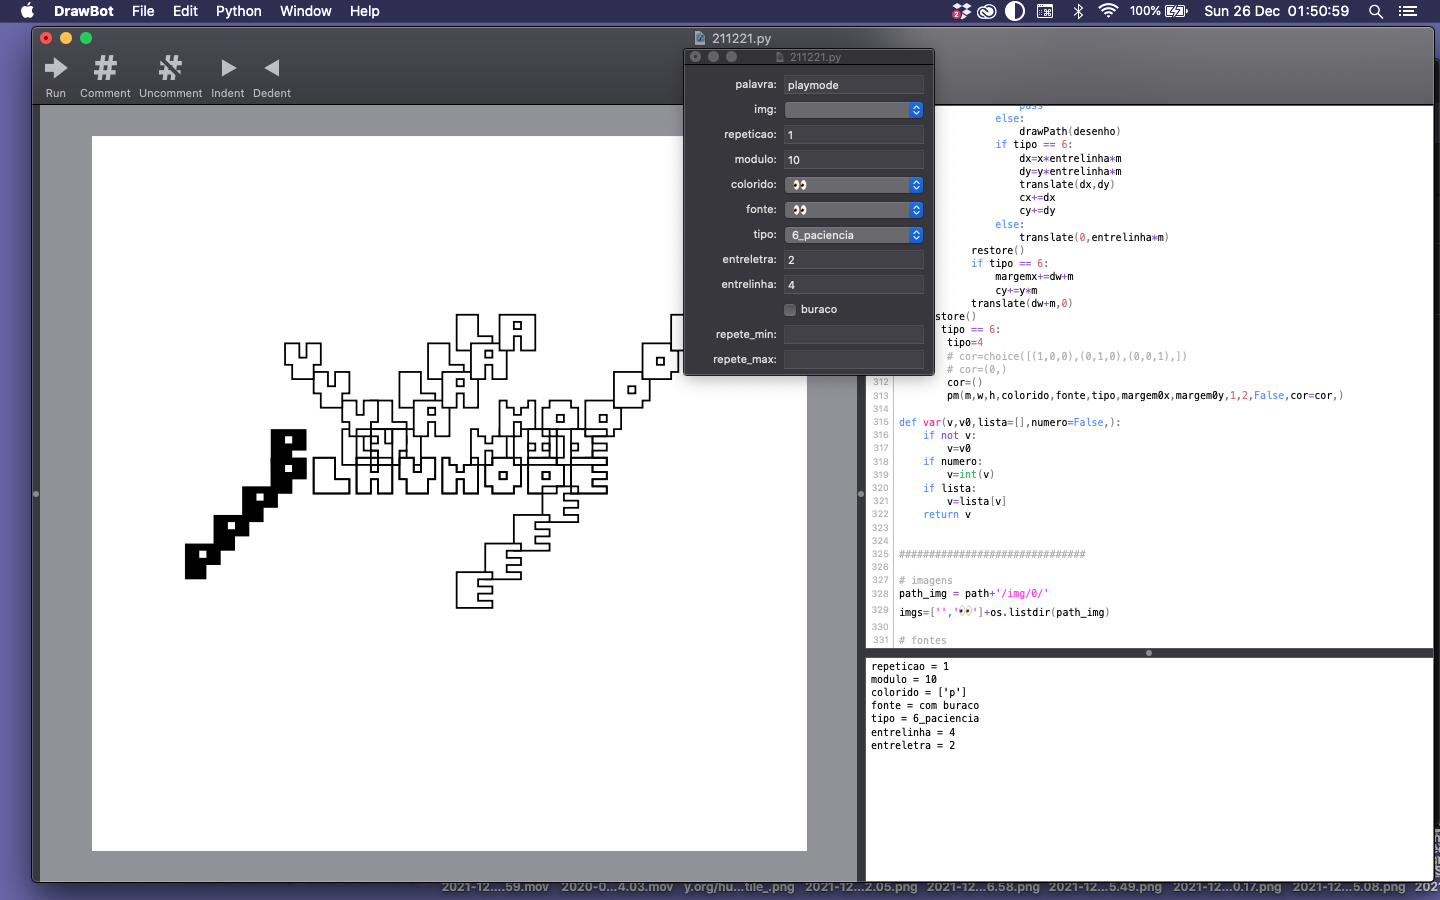 DrawBot File Edit Python Window Help
2
100% Sun 26 Dec 01:50:59
211221.py
Run Comment Uncomment Indent Dedent
211221.py
palavra: playmode
img:
repeticao: 1
modulo: 10
colorido: 👀
fonte: 👀
tipo: 6_paciencia
entreletra: 2
entrelinha: 4
buraco
repete_min:
repete_max:
PLAYMODE
pass
else:
drawPath(desenho)
if tipo == 6:
dx=x*entrelinha*m
dy=y*entrelinha*m
translate(dx,dy)
cx+=dx
cy+=dy
else:
translate(0,entrelinha*m)
restore()
if tipo == 6:
margemx+=dw+m
cy+=y*m
translate(dw+m,0)
store()
tipo == 6:
tipo=4
# cor=choice([(1,0,0),(0,1,0),(0,0,1),])
# cor=(0,)
312 cor=()
313 pm(m,w,h,colorido,fonte,tipo,margem0x,margem0y,1,2,False,cor=cor,)
314
315 def var(v,v0,lista=[],numero=False,):
316 if not v:
317 v=v0
318 if numero:
319 v=int(v)
320 if lista:
321 v=lista[v]
322 return v
323
324
325 ###############################
326
327 # imagens
328 path_img = path+'/img/0/'
329 imgs=['','👀']+os.listdir(path_img)
330
331 # fontes
repeticao = 1
modulo = 10
colorido = ['p']
fonte = com buraco
tipo = 6_paciencia
entrelinha = 4
entreletra = 2
2021-12....59.mov 2020-0...4.03.mov y.org/hu...tile_.png 2021-12...2.05.png 2021-12...6.58.png 2021-12...5.49.png 2021-12...0.17.png 2021-12...5.08.png 2021